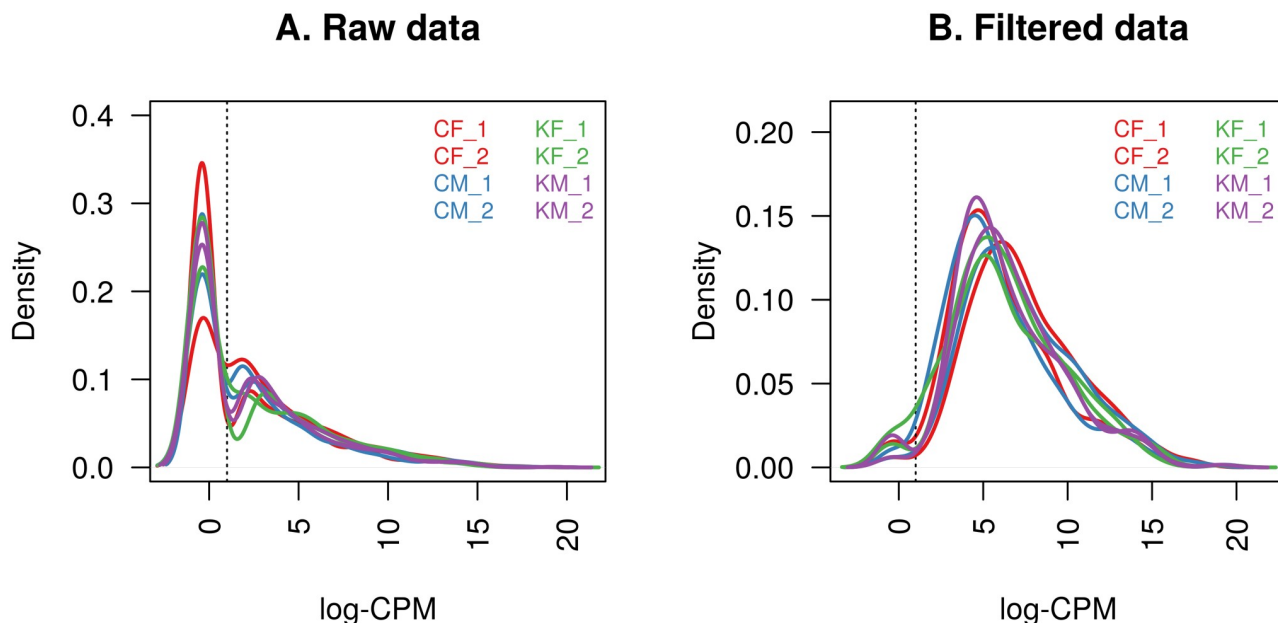 A. Raw data
0.4
0.3
0.2
0.1
0.0
Density
CF_1 KF_1
CF_2 KF_2
CM_1 KM_1
CM_2 KM_2
0 5 10 15 20
log-CPM
B. Filtered data
0.20
0.15
0.10
0.05
0.00
Density
CF_1 KF_1
CF_2 KF_2
CM_1 KM_1
CM_2 KM_2
0 5 10 15 20
log-CPM